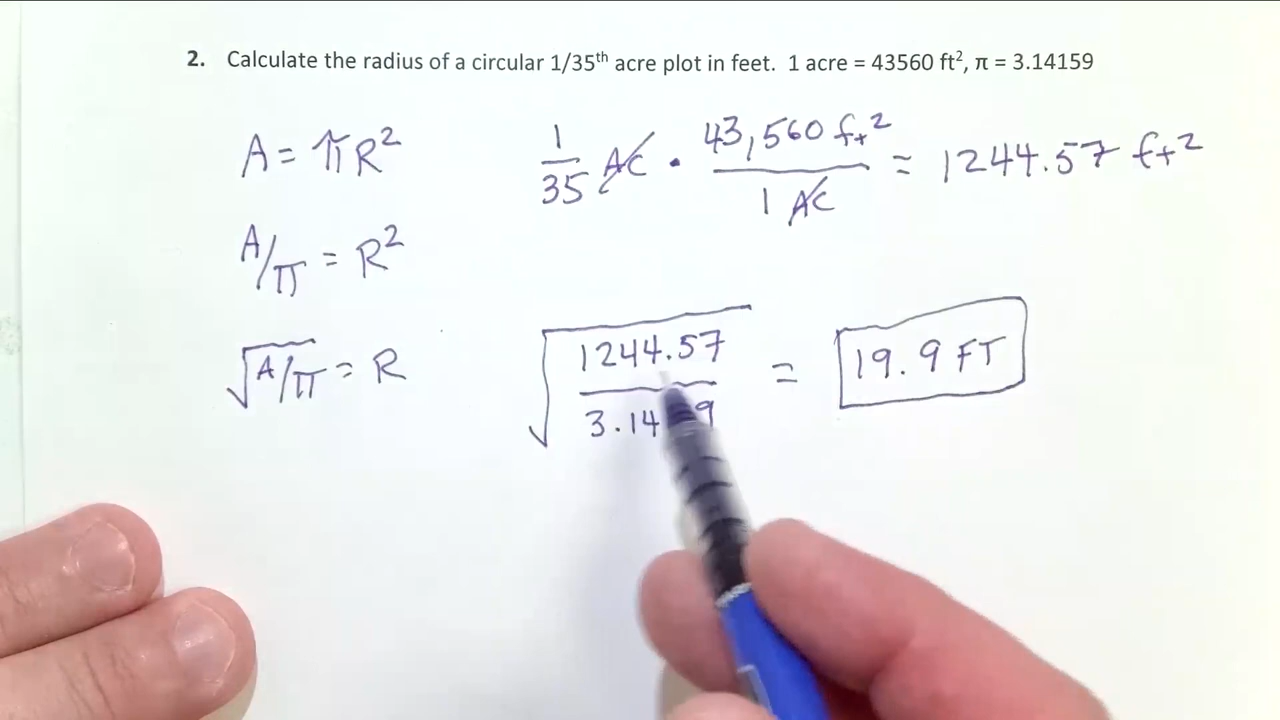 2. Calculate the radius of a circular 1/35th acre plot in feet. 1 acre = 43560 ft², π = 3.14159
A = πR²
1/35 AC · 43,560 ft²/1 AC = 1244.57 ft²
A/π = R²
√A/π = R
√1244.57/3.14 9 = 19.9 FT